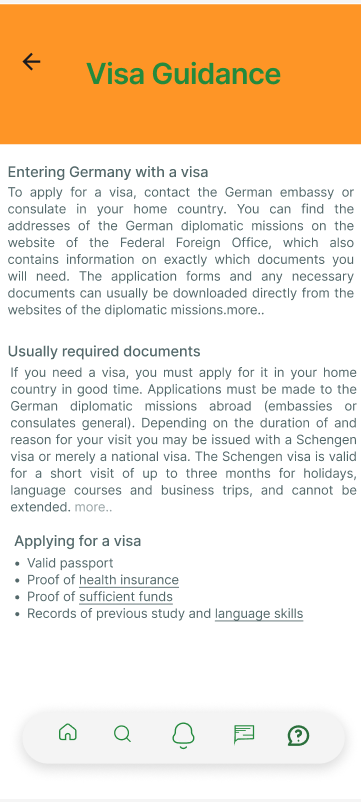 Visa Guidance
Entering Germany with a visa
To apply for a visa, contact the German embassy or
consulate in your home country. You can find the
addresses of the German diplomatic missions on the
website of the Federal Foreign Office, which also
contains information on exactly which documents you
will need. The application forms and any necessary
documents can usually be downloaded directly from the
websites of the diplomatic missions.more..
Usually required documents
If you need a visa, you must apply for it in your home
country in good time. Applications must be made to the
German diplomatic missions abroad (embassies or
consulates general). Depending on the duration of and
reason for your visit you may be issued with a Schengen
visa or merely a national visa. The Schengen visa is valid
for a short visit of up to three months for holidays,
language courses and business trips, and cannot be
extended. more..
Applying for a visa
• Valid passport
• Proof of health insurance
• Proof of sufficient funds
• Records of previous study and language skills